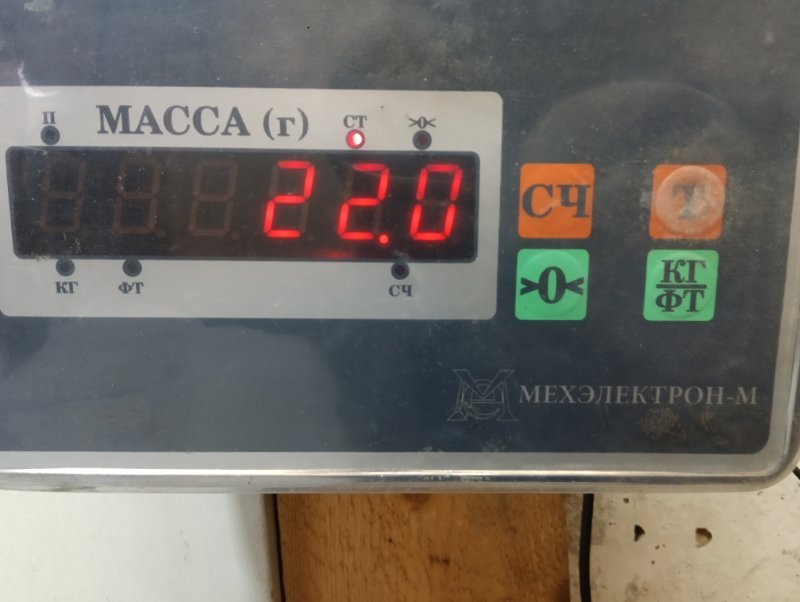 П МАССА (г) СТ >0<
22.0
КГ ФТ СЧ
СЧ Т
>0< КГ/ФТ
МЕХЭЛЕКТРОН-М